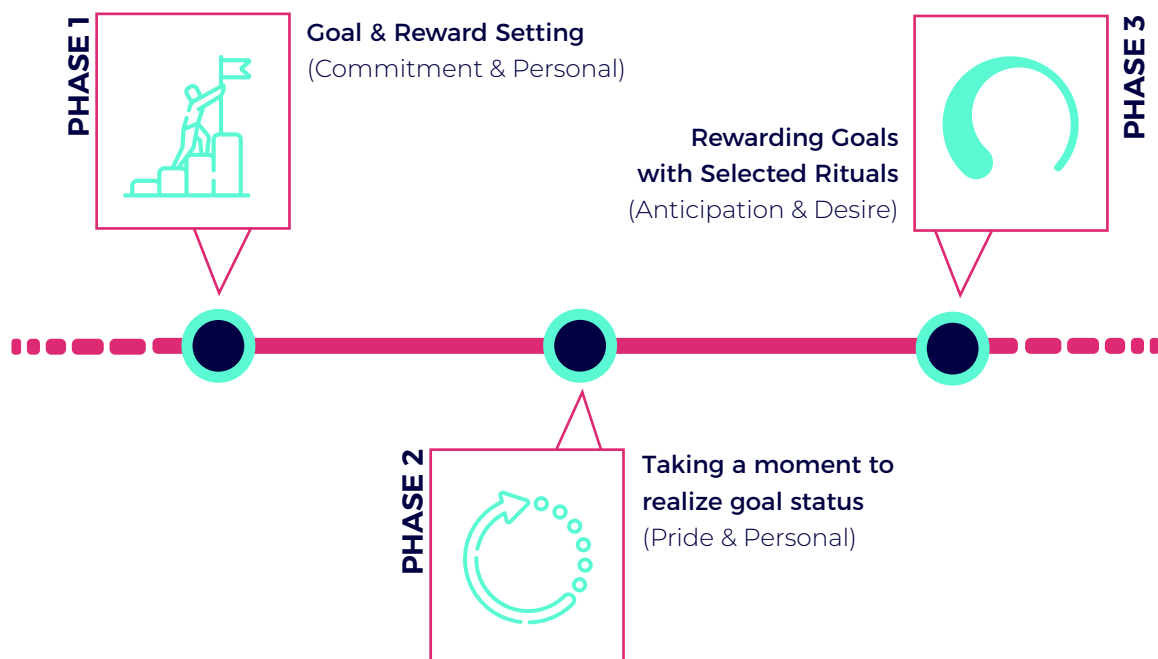 PHASE 1
Goal & Reward Setting
(Commitment & Personal)
PHASE 2
Taking a moment to
realize goal status
(Pride & Personal)
PHASE 3
Rewarding Goals
with Selected Rituals
(Anticipation & Desire)